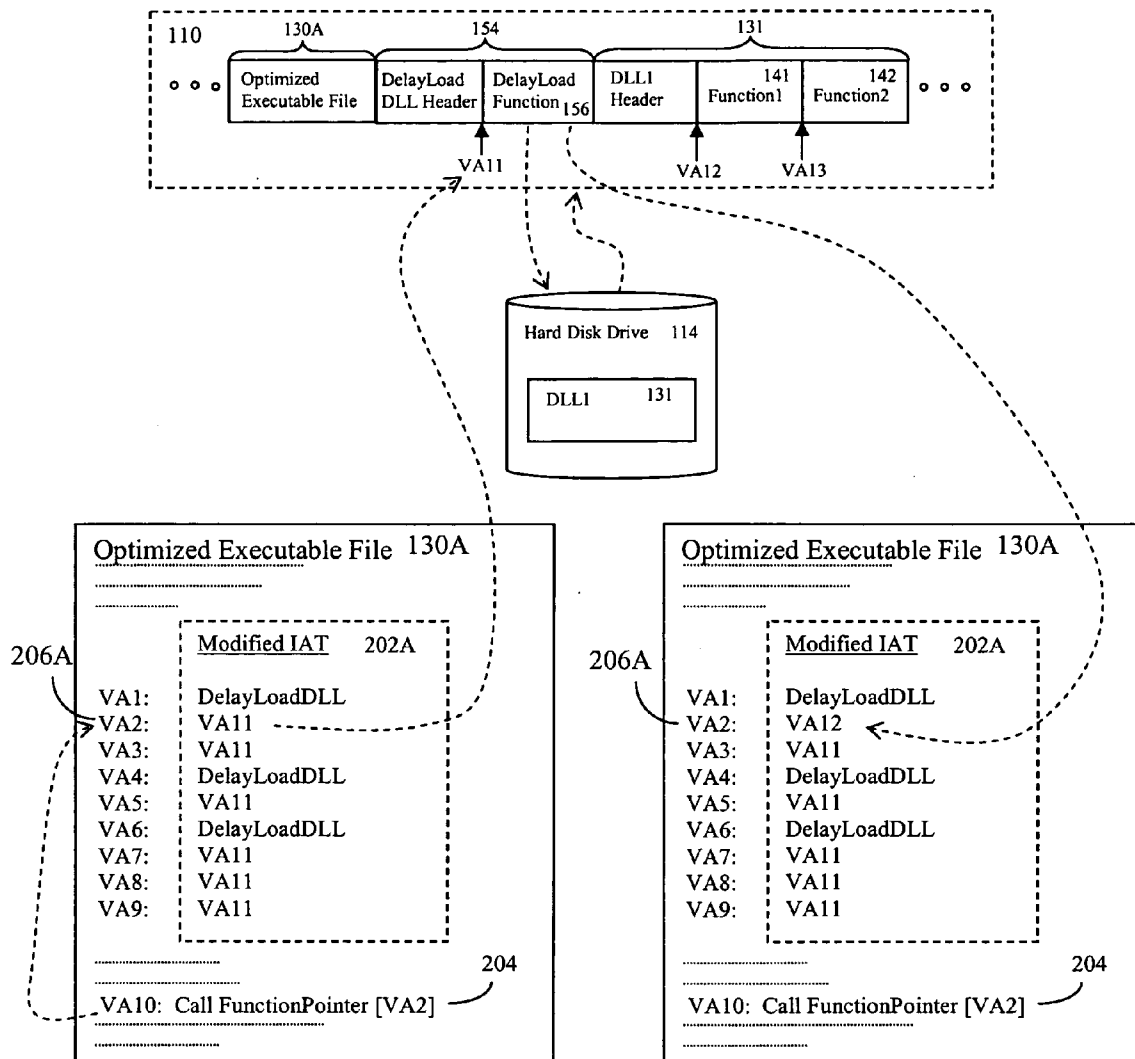 110
130A
154
131
Optimized
Executable File
DelayLoad
DLL Header
DelayLoad
Function 156
DLL1
Header
141
Function1
142
Function2
VA11
VA12
VA13
Hard Disk Drive 114
DLL1 131
Optimized Executable File 130A
Modified IAT 202A
206A
VA1: DelayLoadDLL
VA2: VA11
VA3: VA11
VA4: DelayLoadDLL
VA5: VA11
VA6: DelayLoadDLL
VA7: VA11
VA8: VA11
VA9: VA11
204
VA10: Call FunctionPointer [VA2]
Optimized Executable File 130A
Modified IAT 202A
206A
VA1: DelayLoadDLL
VA2: VA12
VA3: VA11
VA4: DelayLoadDLL
VA5: VA11
VA6: DelayLoadDLL
VA7: VA11
VA8: VA11
VA9: VA11
204
VA10: Call FunctionPointer [VA2]